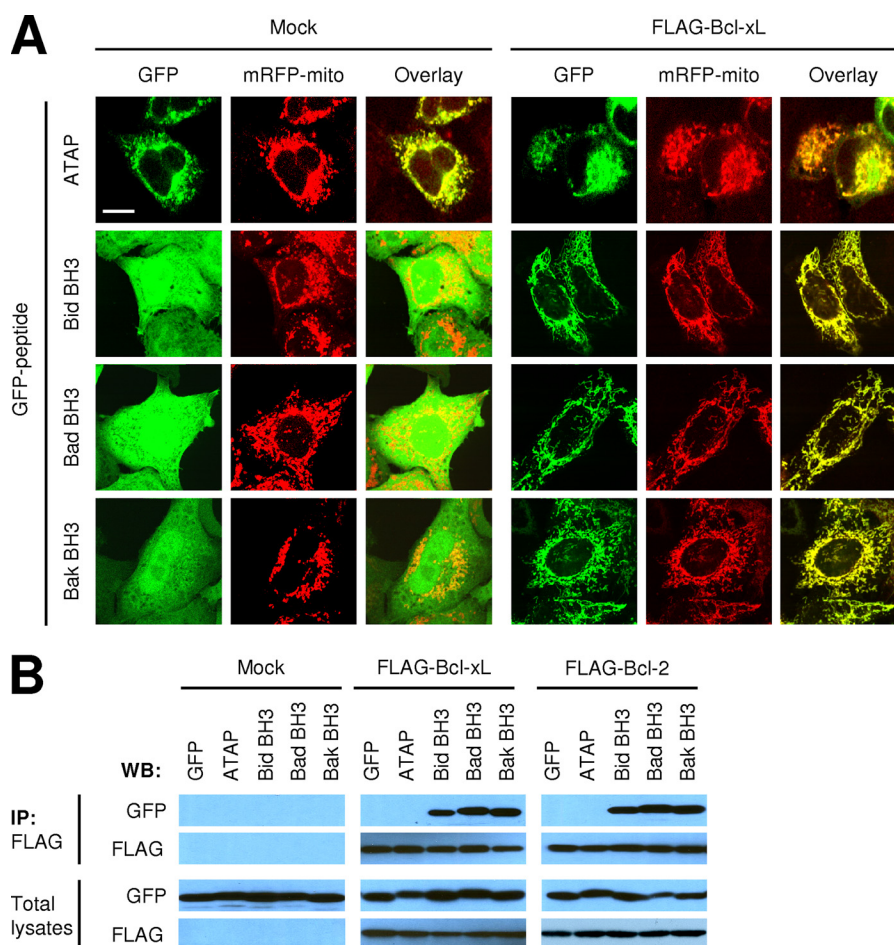 A
Mock FLAG-Bcl-xL
GFP mRFP-mito Overlay GFP mRFP-mito Overlay
GFP-peptide
ATAP
Bid BH3
Bad BH3
Bak BH3
B
Mock FLAG-Bcl-xL FLAG-Bcl-2
WB: GFP ATAP Bid BH3 Bad BH3 Bak BH3 GFP ATAP Bid BH3 Bad BH3 Bak BH3 GFP ATAP Bid BH3 Bad BH3 Bak BH3
IP: GFP
FLAG
FLAG
Total GFP
lysates
FLAG